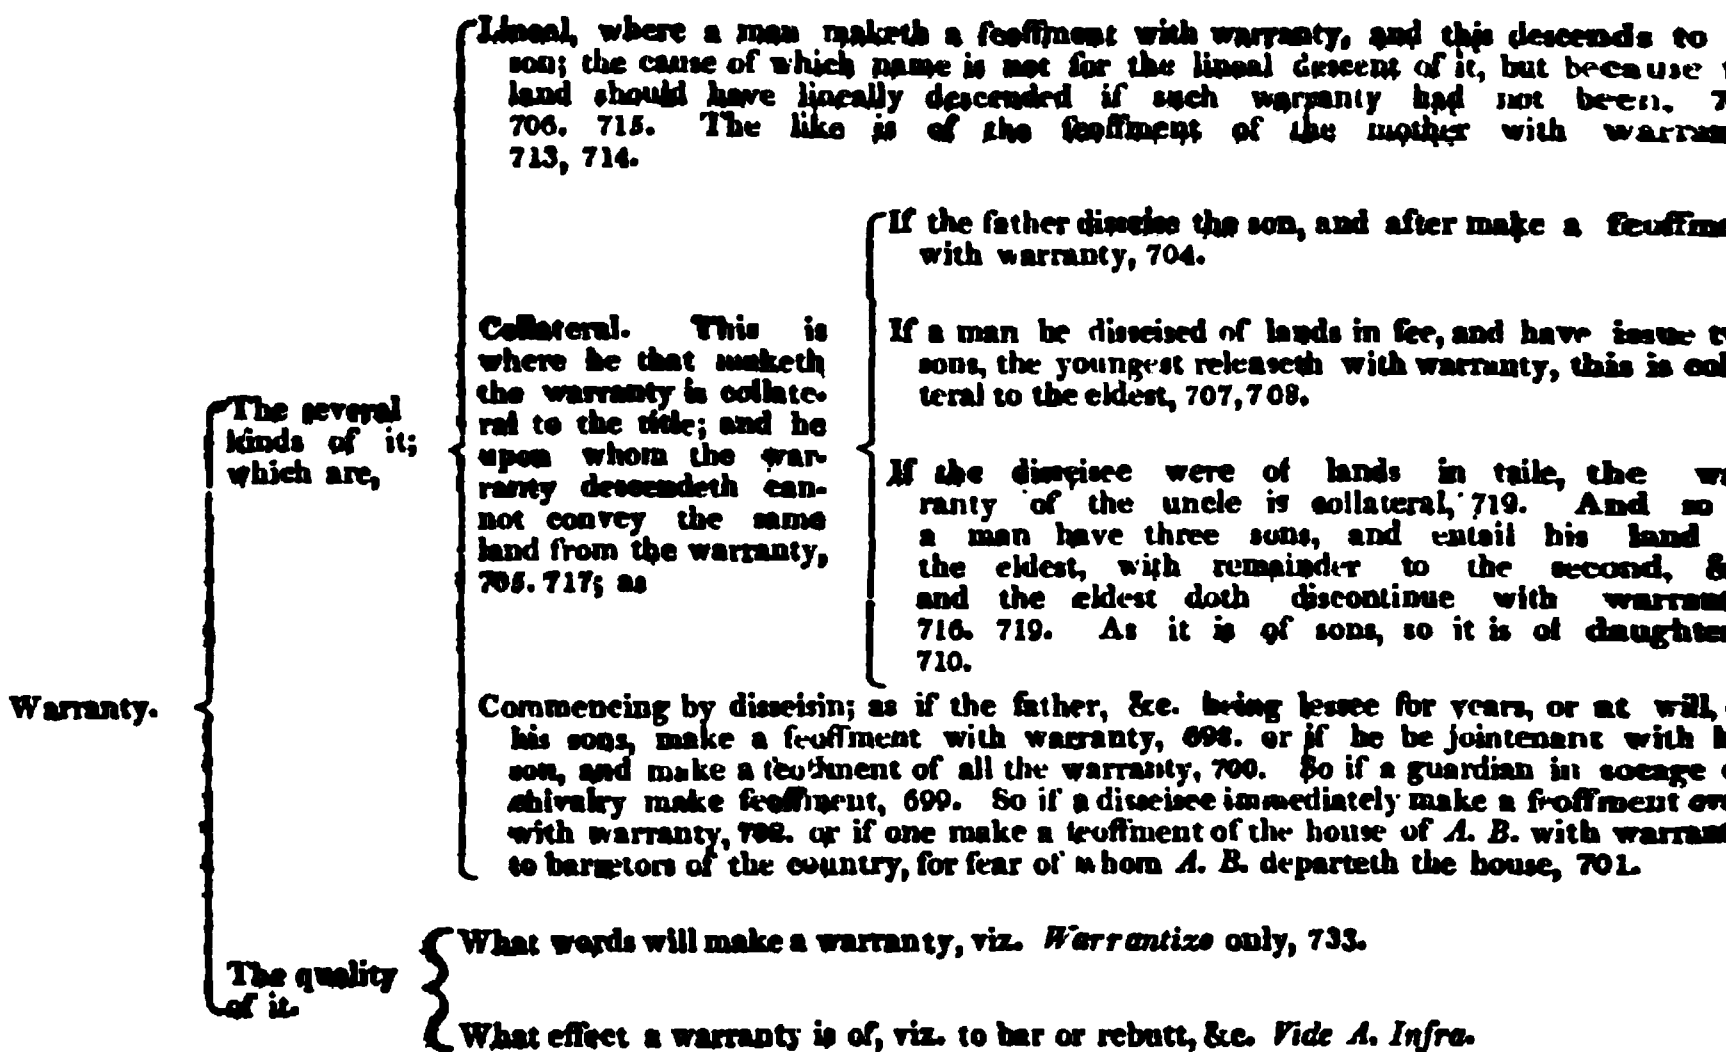 Warranty.
The several
kinds of it;
which are,
Lineal, where a man maketh a feoffment with warranty, and this descends to
son; the cause of which name is not for the lineal descent of it, but because
land should have lineally descended if such warranty had not been,
706. 715. The like is of the feoffment of the mother with
713, 714.
Collateral. This is
where he that maketh
the warranty is collate-
ral to the title; and he
upon whom the war-
ranty descendeth can-
not convey the same
land from the warranty,
705. 717; as
If the father disseise the son, and after make a
with warranty, 704.
If a man be disseised of lands in fee, and have issue
sons, the youngest releaseth with warranty, this is
teral to the eldest, 707, 708.
If the disseisee were of lands in taile, the
ranty of the uncle is collateral, 719. And so
a man have three sons, and entail his land
the eldest, with remainder to the second,
and the eldest doth discontinue with
716. 719. As it is of sons, so it is of
710.
Commencing by disseisin; as if the father, &c. being lessee for years, or at will,
his sons, make a feoffment with warranty, 698. or if he be jointenant with
son, and make a feoffment of all the warranty, 700. So if a guardian in socage
chivalry make feoffment, 699. So if a disseisee immediately make a froffment
with warranty, or if one make a feoffment of the house of A. B. with
to barretors of the country, for fear of whom A. B. departeth the house, 701.
The quality
of it.
What words will make a warranty, viz. Warrantizo only, 733.
What effect a warranty is of, viz. to bar or rebutt, &c. Vide A. Infra.